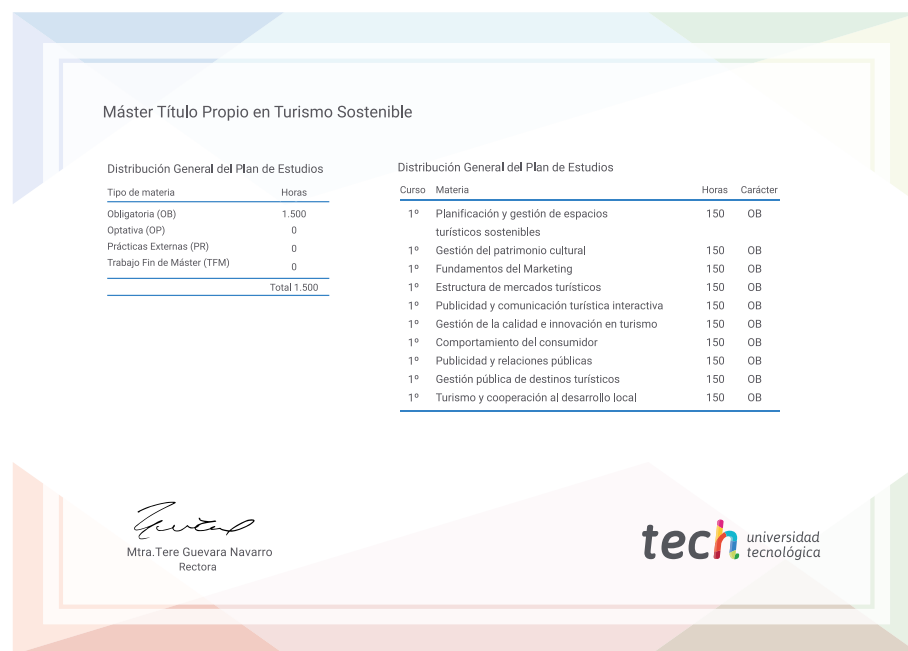 Máster Título Propio en Turismo Sostenible
Distribución General del Plan de Estudios
Tipo de materia Horas
Obligatoria (OB) 1.500
Optativa (OP) 0
Prácticas Externas (PR) 0
Trabajo Fin de Máster (TFM) 0
Total 1.500
Distribución General del Plan de Estudios
Curso Materia Horas Carácter
1º Planificación y gestión de espacios 150 OB
turísticos sostenibles
1º Gestión del patrimonio cultural 150 OB
1º Fundamentos del Marketing 150 OB
1º Estructura de mercados turísticos 150 OB
1º Publicidad y comunicación turística interactiva 150 OB
1º Gestión de la calidad e innovación en turismo 150 OB
1º Comportamiento del consumidor 150 OB
1º Publicidad y relaciones públicas 150 OB
1º Gestión pública de destinos turísticos 150 OB
1º Turismo y cooperación al desarrollo local 150 OB
Mtra.Tere Guevara Navarro
Rectora
tech universidad
tecnológica